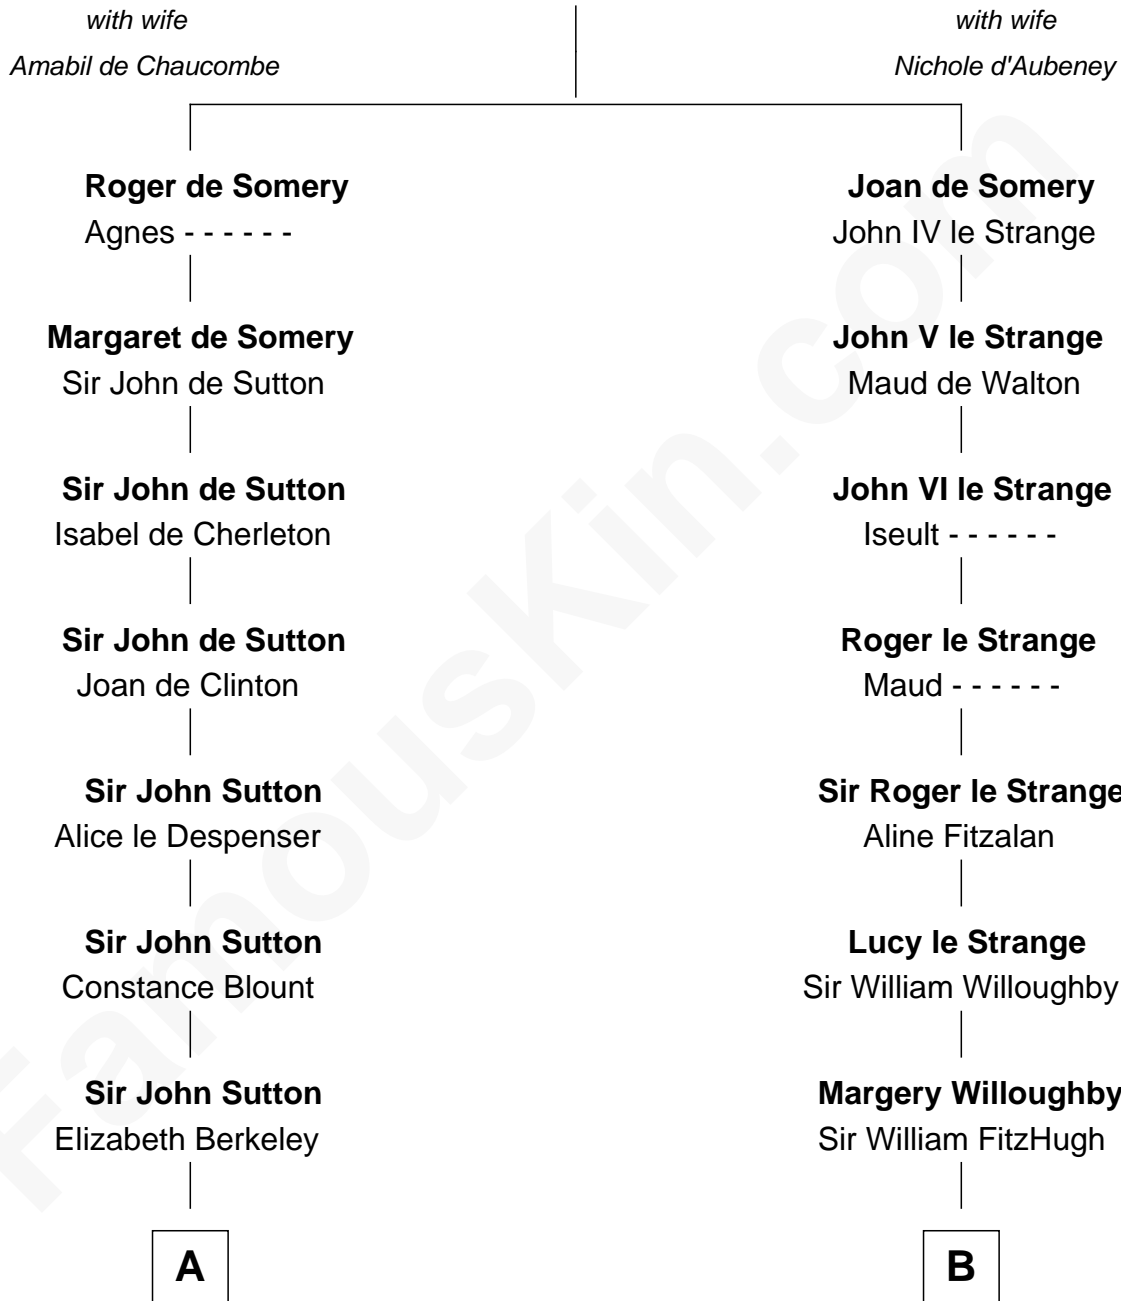 with wife
Amabil de Chaucombe
with wife
Nichole d'Aubeney
Roger de Somery
Agnes - - - - - -
Joan de Somery
John IV le Strange
Margaret de Somery
Sir John de Sutton
John V le Strange
Maud de Walton
Sir John de Sutton
Isabel de Cherleton
John VI le Strange
Iseult - - - - - -
Sir John de Sutton
Joan de Clinton
Roger le Strange
Maud - - - - - -
Sir John Sutton
Alice le Despenser
Sir Roger le Strange
Aline Fitzalan
Sir John Sutton
Constance Blount
Lucy le Strange
Sir William Willoughby
Sir John Sutton
Elizabeth Berkeley
Margery Willoughby
Sir William FitzHugh
A
B
FamousKin.com